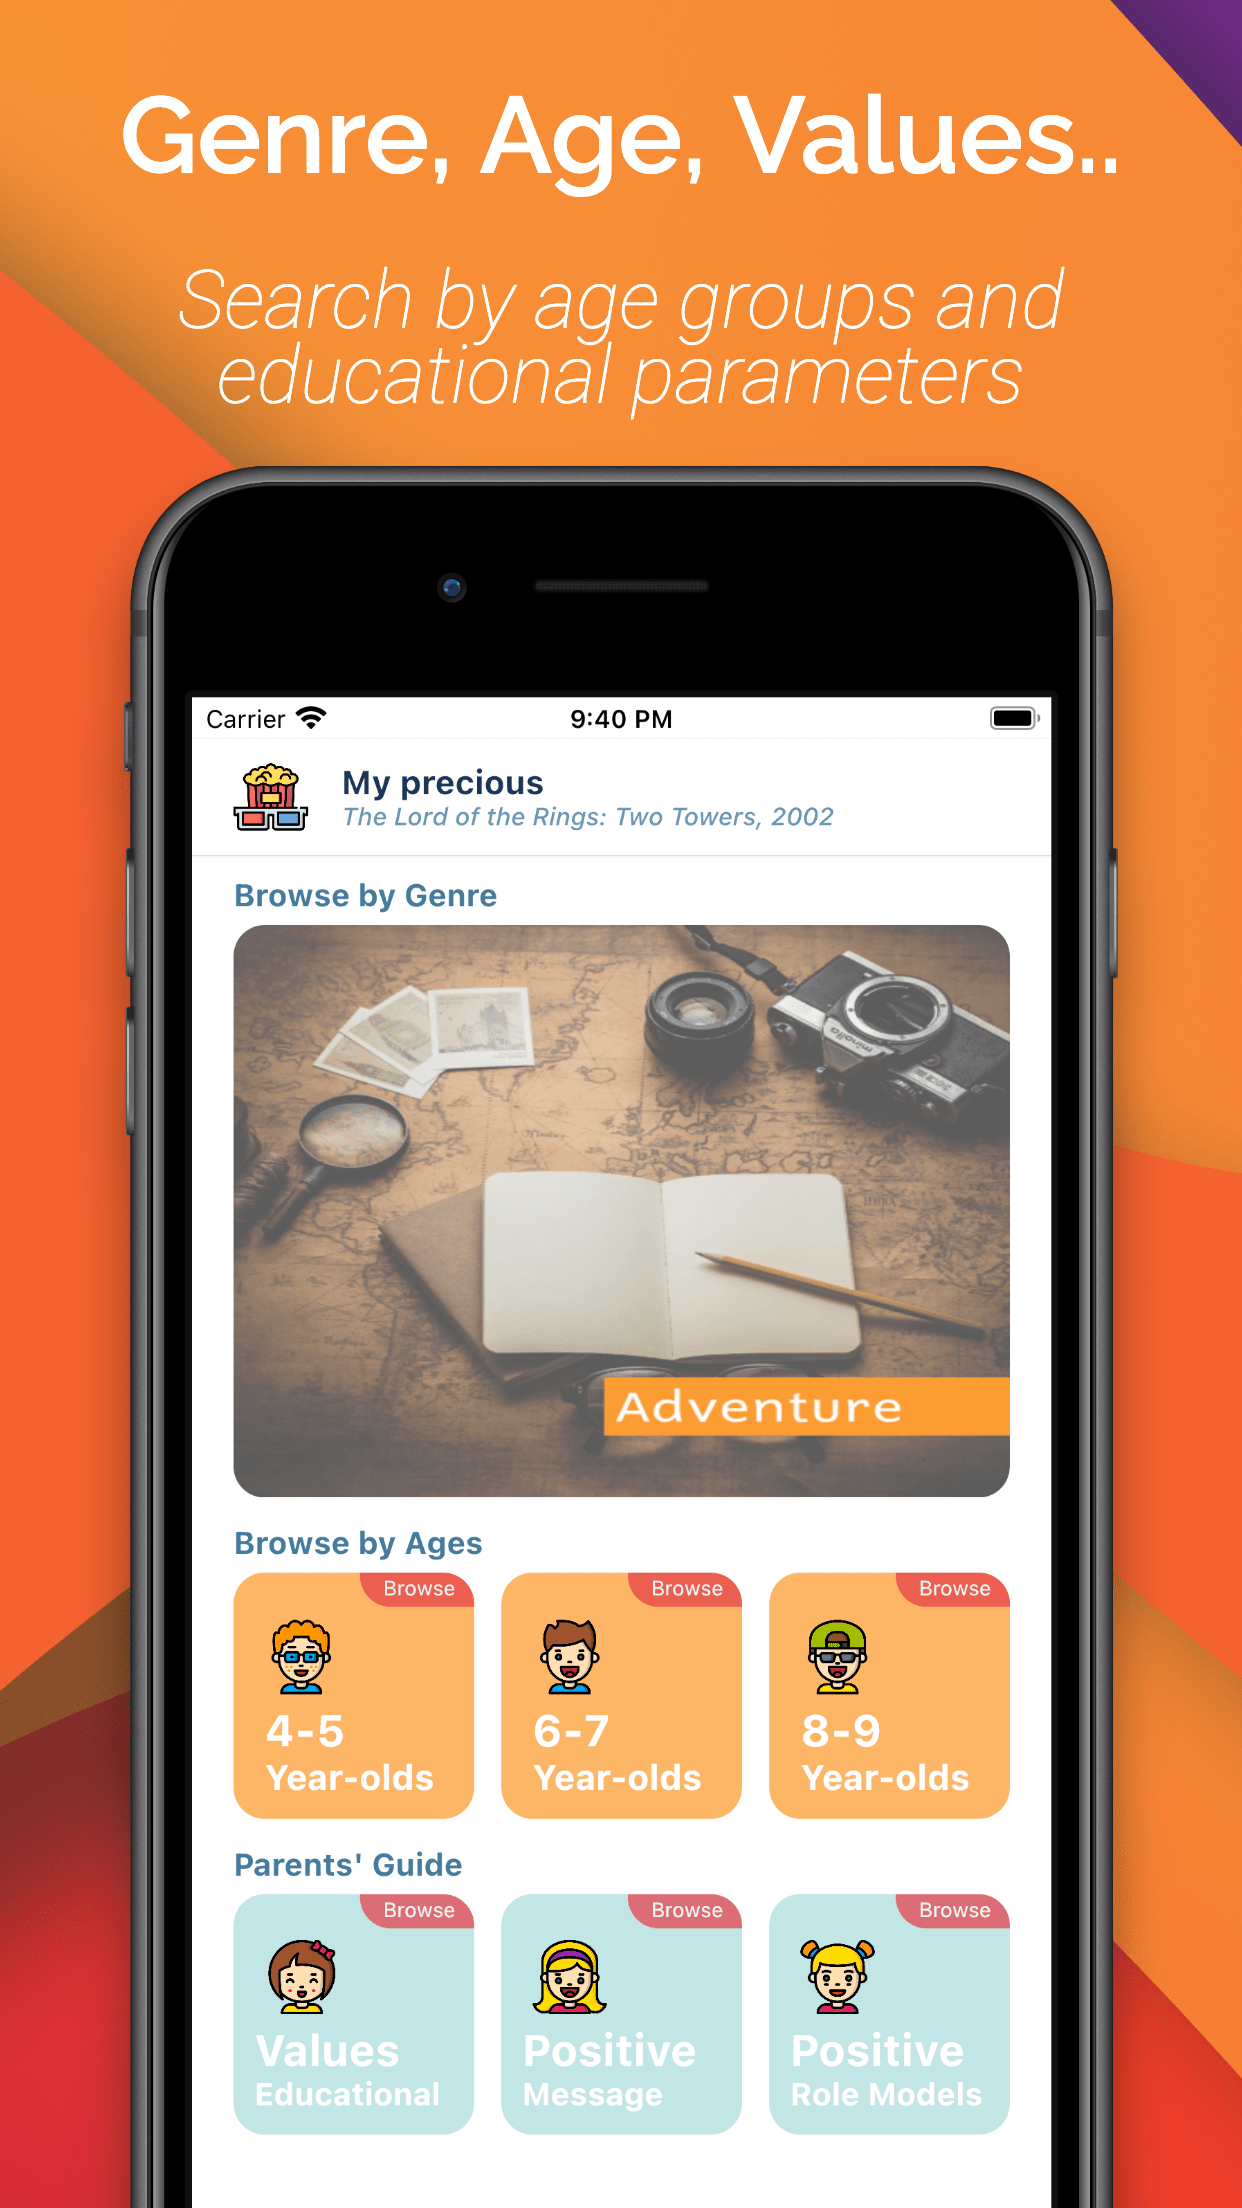 Genre, Age, Values..
Search by age groups and
educational parameters
Carrier
9:40 PM
My precious
The Lord of the Rings: Two Towers, 2002
Browse by Genre
minolta
Adventure
Browse by Ages
Browse
Browse
Browse
4-5
Year-olds
6-7
Year-olds
8-9
Year-olds
Parents' Guide
Browse
Browse
Browse
Values
Educational
Positive
Message
Positive
Role Models